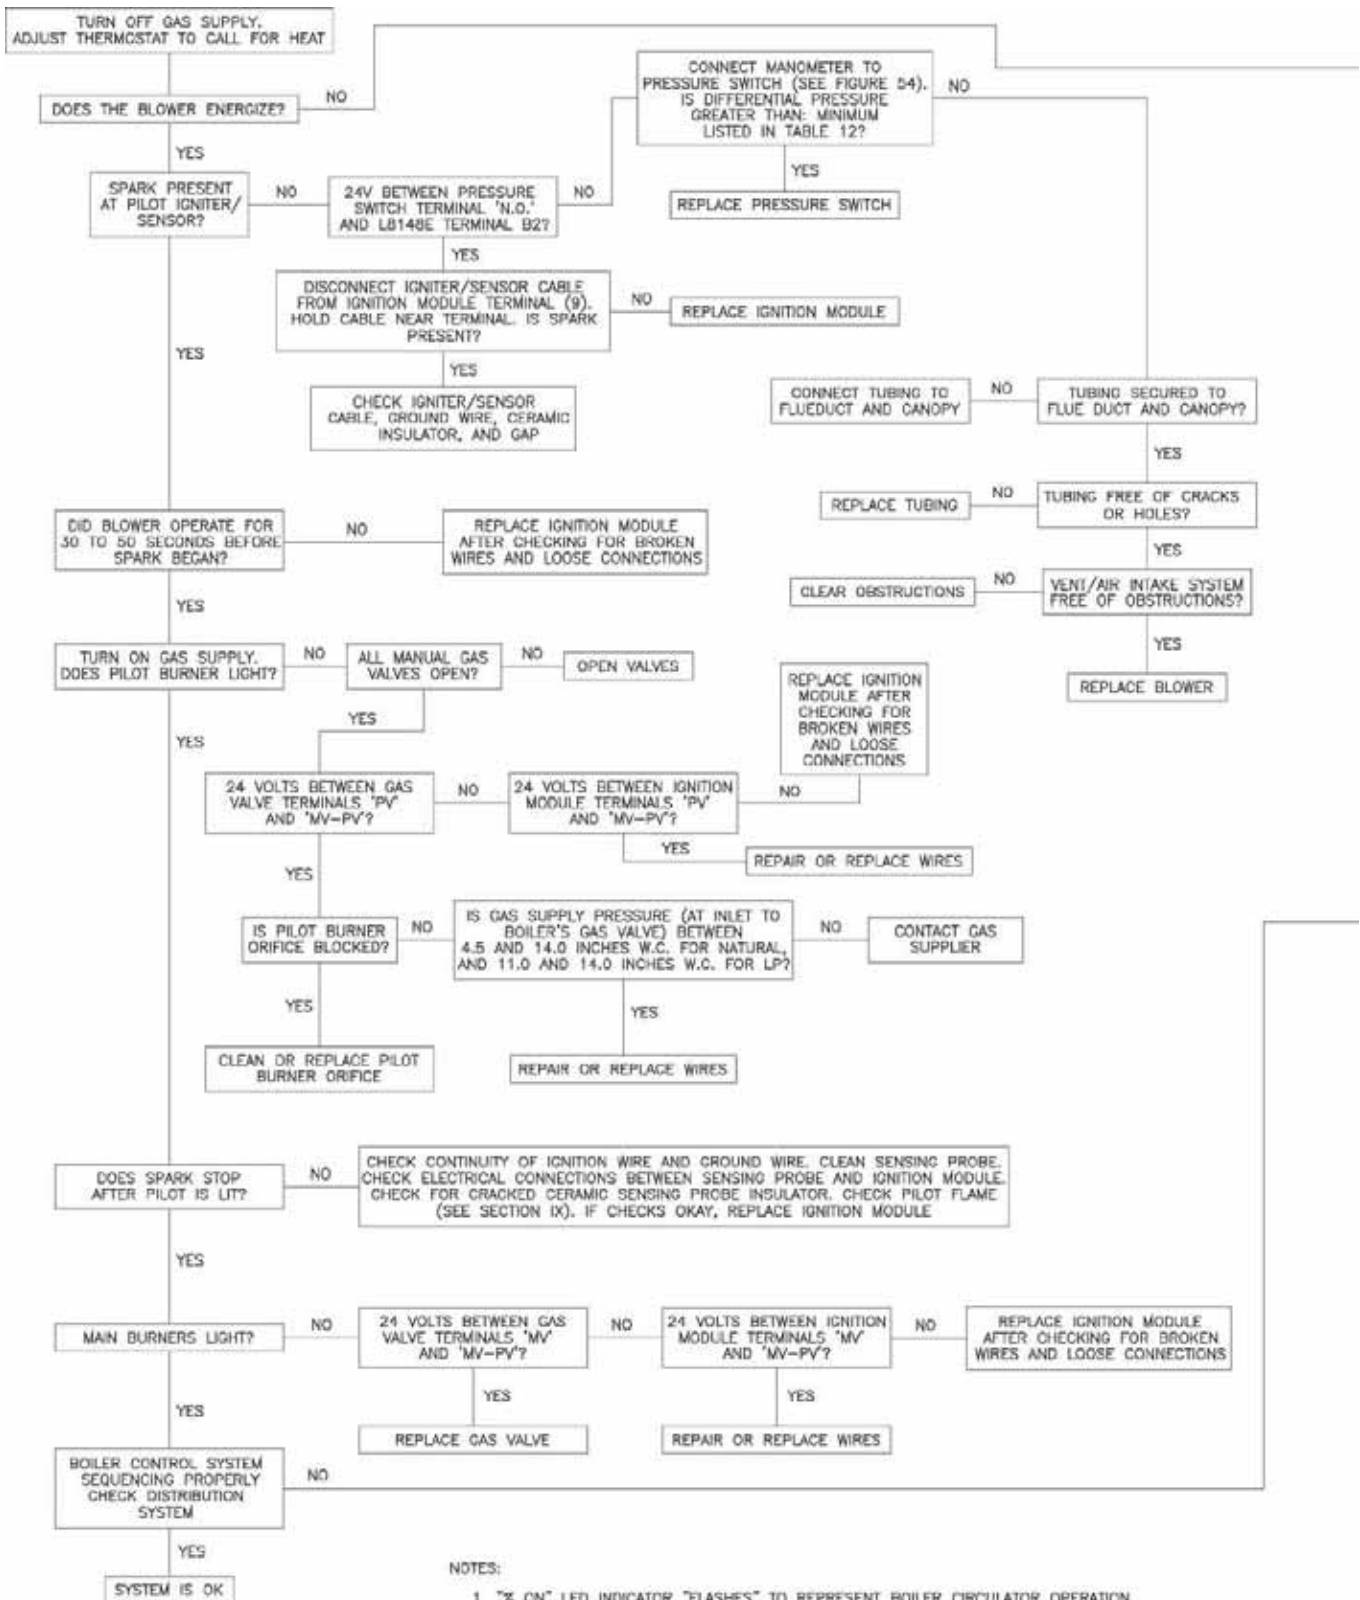 TURN OFF GAS SUPPLY.
ADJUST THERMOSTAT TO CALL FOR HEAT
DOES THE BLOWER ENERGIZE?
NO
YES
CONNECT MANOMETER TO
PRESSURE SWITCH (SEE FIGURE 54).
IS DIFFERENTIAL PRESSURE
GREATER THAN: MINIMUM
LISTED IN TABLE 12?
NO
YES
REPLACE PRESSURE SWITCH
SPARK PRESENT
AT PILOT IGNITER/
SENSOR?
NO
24V BETWEEN PRESSURE
SWITCH TERMINAL 'N.O.'
AND L8148E TERMINAL B2?
NO
YES
DISCONNECT IGNITER/SENSOR CABLE
FROM IGNITION MODULE TERMINAL (9).
HOLD CABLE NEAR TERMINAL. IS SPARK
PRESENT?
NO
REPLACE IGNITION MODULE
YES
YES
CHECK IGNITER/SENSOR
CABLE, GROUND WIRE, CERAMIC
INSULATOR, AND GAP
CONNECT TUBING TO
FLUEDUCT AND CANOPY
NO
TUBING SECURED TO
FLUE DUCT AND CANOPY?
YES
REPLACE TUBING
NO
TUBING FREE OF CRACKS
OR HOLES?
YES
CLEAR OBSTRUCTIONS
NO
VENT/AIR INTAKE SYSTEM
FREE OF OBSTRUCTIONS?
YES
REPLACE BLOWER
DID BLOWER OPERATE FOR
30 TO 50 SECONDS BEFORE
SPARK BEGAN?
NO
REPLACE IGNITION MODULE
AFTER CHECKING FOR BROKEN
WIRES AND LOOSE CONNECTIONS
YES
TURN ON GAS SUPPLY.
DOES PILOT BURNER LIGHT?
NO
ALL MANUAL GAS
VALVES OPEN?
NO
OPEN VALVES
YES
YES
REPLACE IGNITION
MODULE AFTER
CHECKING FOR
BROKEN WIRES
AND LOOSE
CONNECTIONS
24 VOLTS BETWEEN GAS
VALVE TERMINALS 'PV'
AND 'MV-PV'?
NO
24 VOLTS BETWEEN IGNITION
MODULE TERMINALS 'PV'
AND 'MV-PV'?
NO
YES
REPAIR OR REPLACE WIRES
YES
IS PILOT BURNER
ORIFICE BLOCKED?
NO
IS GAS SUPPLY PRESSURE (AT INLET TO
BOILER'S GAS VALVE) BETWEEN
4.5 AND 14.0 INCHES W.C. FOR NATURAL,
AND 11.0 AND 14.0 INCHES W.C. FOR LP?
NO
CONTACT GAS
SUPPLIER
YES
YES
CLEAN OR REPLACE PILOT
BURNER ORIFICE
REPAIR OR REPLACE WIRES
DOES SPARK STOP
AFTER PILOT IS LIT?
NO
CHECK CONTINUITY OF IGNITION WIRE AND GROUND WIRE. CLEAN SENSING PROBE.
CHECK ELECTRICAL CONNECTIONS BETWEEN SENSING PROBE AND IGNITION MODULE.
CHECK FOR CRACKED CERAMIC SENSING PROBE INSULATOR. CHECK PILOT FLAME
(SEE SECTION IX). IF CHECKS OKAY, REPLACE IGNITION MODULE
YES
MAIN BURNERS LIGHT?
NO
24 VOLTS BETWEEN GAS
VALVE TERMINALS 'MV'
AND 'MV-PV'?
NO
24 VOLTS BETWEEN IGNITION
MODULE TERMINALS 'MV'
AND 'MV-PV'?
NO
REPLACE IGNITION MODULE
AFTER CHECKING FOR BROKEN
WIRES AND LOOSE CONNECTIONS
YES
YES
YES
REPLACE GAS VALVE
REPAIR OR REPLACE WIRES
BOILER CONTROL SYSTEM
SEQUENCING PROPERLY
CHECK DISTRIBUTION
SYSTEM
NO
YES
SYSTEM IS OK
NOTES:
1. "% ON" LED INDICATOR "FLASHES" TO REPRESENT BOILER CIRCULATOR OPERATION